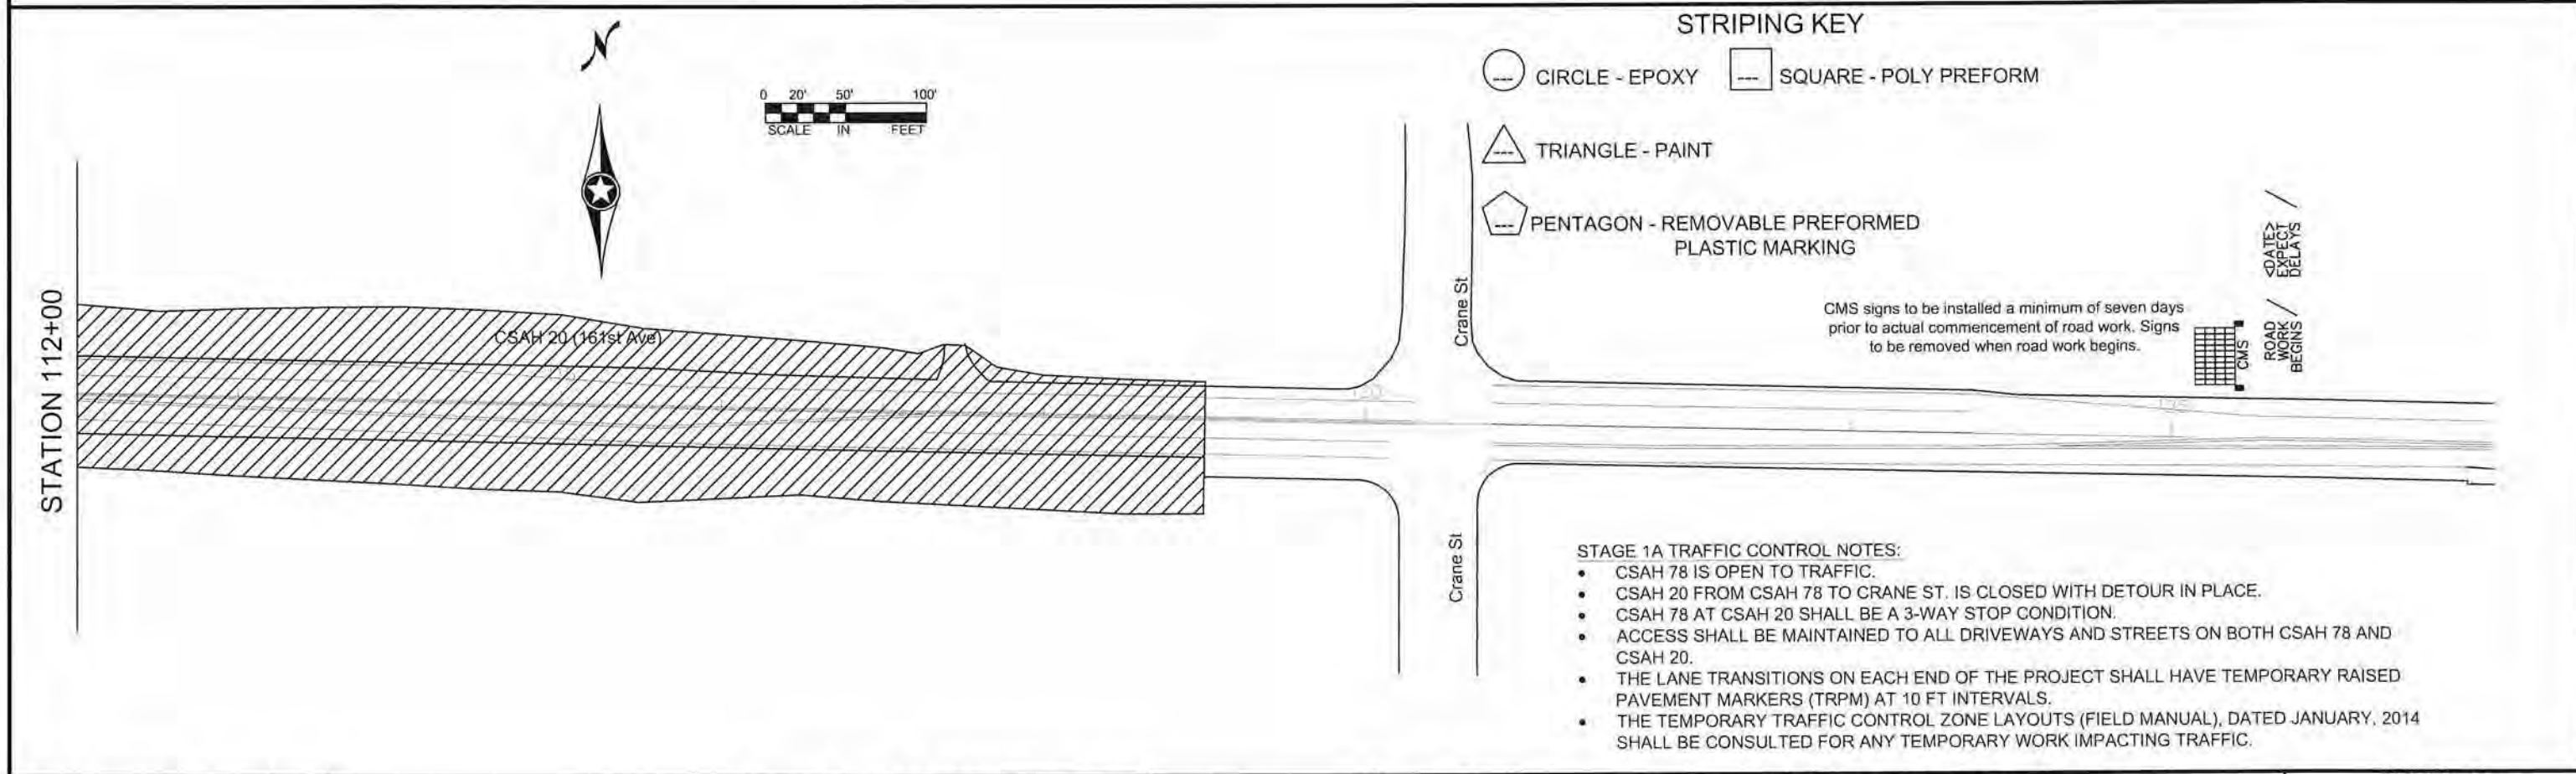 STRIPING KEY
--- CIRCLE - EPOXY
--- SQUARE - POLY PREFORM
--- TRIANGLE - PAINT
--- PENTAGON - REMOVABLE PREFORMED
PLASTIC MARKING
N
0 20' 50' 100'
SCALE IN FEET
STATION 112+00
CSAH 20 (161st Ave)
Crane St
Crane St
CMS signs to be installed a minimum of seven days
prior to actual commencement of road work. Signs
to be removed when road work begins.
CMS
ROAD
WORK
BEGINS
<DATE>
EXPECT
DELAYS
STAGE 1A TRAFFIC CONTROL NOTES:
• CSAH 78 IS OPEN TO TRAFFIC.
• CSAH 20 FROM CSAH 78 TO CRANE ST. IS CLOSED WITH DETOUR IN PLACE.
• CSAH 78 AT CSAH 20 SHALL BE A 3-WAY STOP CONDITION.
• ACCESS SHALL BE MAINTAINED TO ALL DRIVEWAYS AND STREETS ON BOTH CSAH 78 AND
CSAH 20.
• THE LANE TRANSITIONS ON EACH END OF THE PROJECT SHALL HAVE TEMPORARY RAISED
PAVEMENT MARKERS (TRPM) AT 10 FT INTERVALS.
• THE TEMPORARY TRAFFIC CONTROL ZONE LAYOUTS (FIELD MANUAL), DATED JANUARY, 2014
SHALL BE CONSULTED FOR ANY TEMPORARY WORK IMPACTING TRAFFIC.